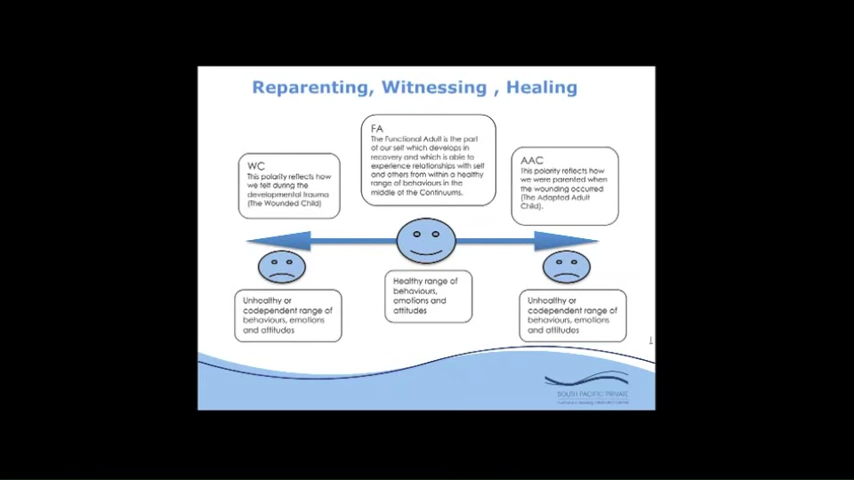 Reparenting, Witnessing , Healing
FA
The Functional Adult is the part
of our self which develops in
recovery and which is able to
experience relationships with self
and others from within a healthy
range of behaviours in the
middle of the Continuums.
WC
This polarity reflects how
we felt during the
developmental trauma
(The Wounded Child)
AAC
This polarity reflects how
we were parented when
the wounding occurred
(The Adapted Adult
Child).
Unhealthy or
codependent range of
behaviours, emotions
and attitudes
Healthy range of
behaviours,
emotions and
attitudes
Unhealthy or
codependent range of
behaviours, emotions
and attitudes
SOUTH PACIFIC PRIVATE